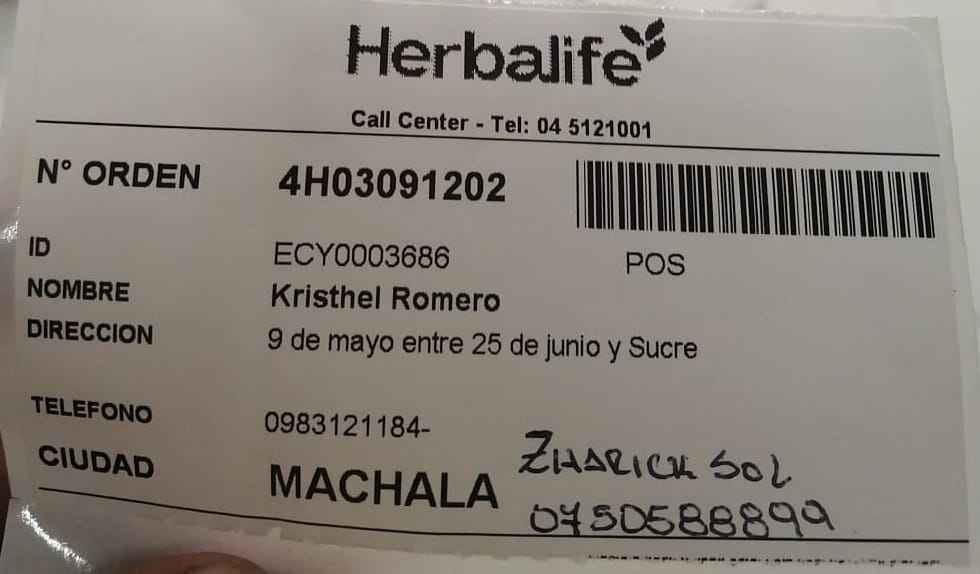 Herbalife
Call Center - Tel: 04 5121001
N° ORDEN 4H03091202
ID ECY0003686 POS
NOMBRE Kristhel Romero
DIRECCION 9 de mayo entre 25 de junio y Sucre
TELEFONO 0983121184-
CIUDAD MACHALA
ZHARICK SOL
0750588899